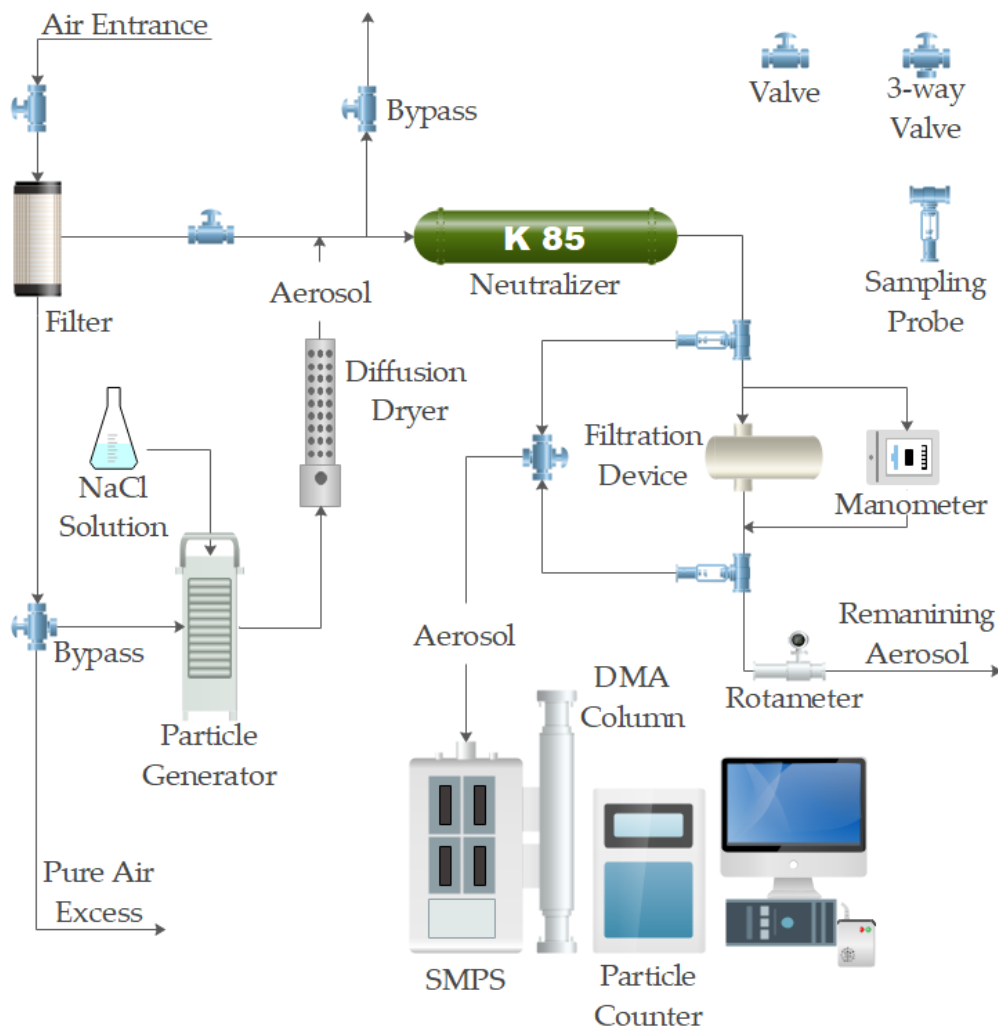 Air Entrance
Bypass
Valve
3-way
Valve
K 85
Neutralizer
Sampling
Probe
Aerosol
Filter
Diffusion
Dryer
NaCl
Solution
Filtration
Device
Manometer
Bypass
Particle
Generator
Aerosol
Remanining
Aerosol
Rotameter
DMA
Column
Pure Air
Excess
SMPS
Particle
Counter